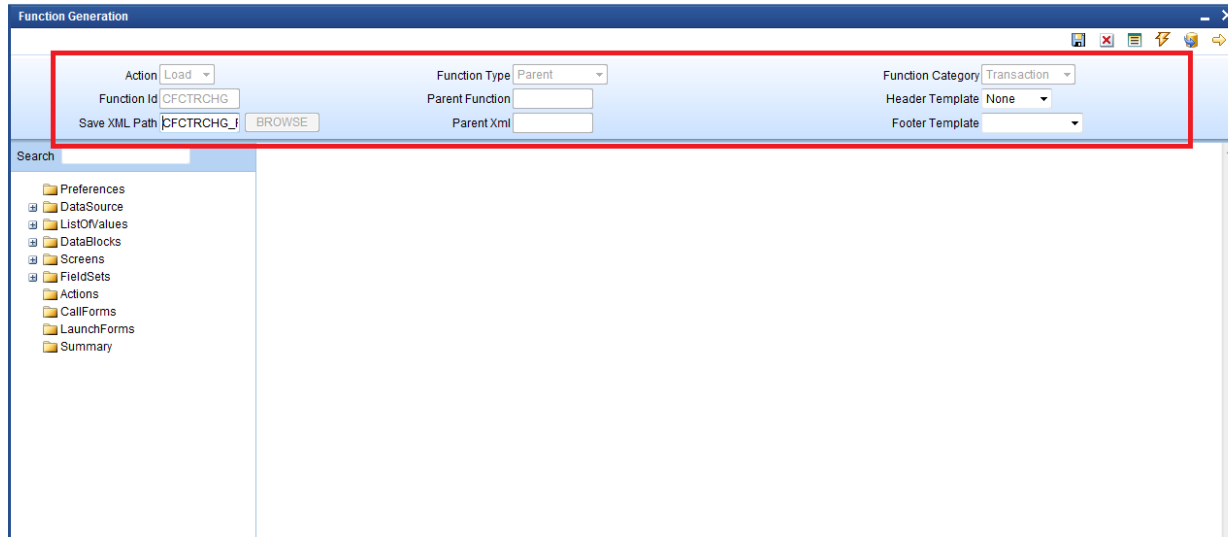 Function Generation
Action Load Function Type Parent Function Category Transaction
Function Id CFCTRCHG Parent Function Header Template None
Save XML Path CFCTRCHG_ BROWSE Parent Xml Footer Template
Search
Preferences
DataSource
ListOfValues
DataBlocks
Screens
FieldSets
Actions
CallForms
LaunchForms
Summary